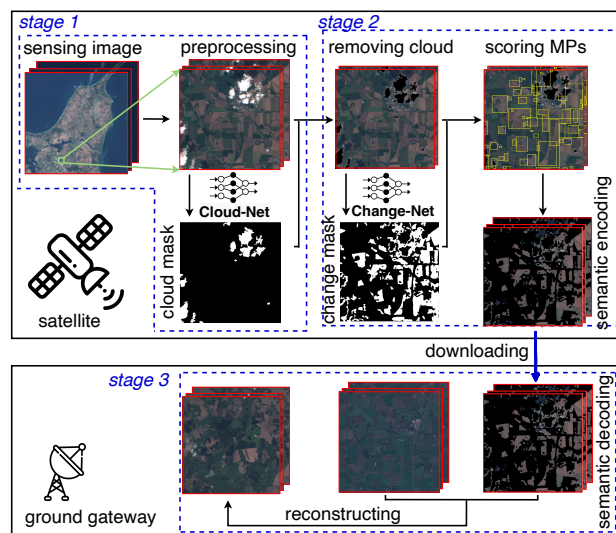 stage 1
stage 2
sensing image
preprocessing
removing cloud
scoring MPs
Cloud-Net
Change-Net
cloud mask
change mask
semantic encoding
satellite
downloading
stage 3
semantic decoding
ground gateway
reconstructing